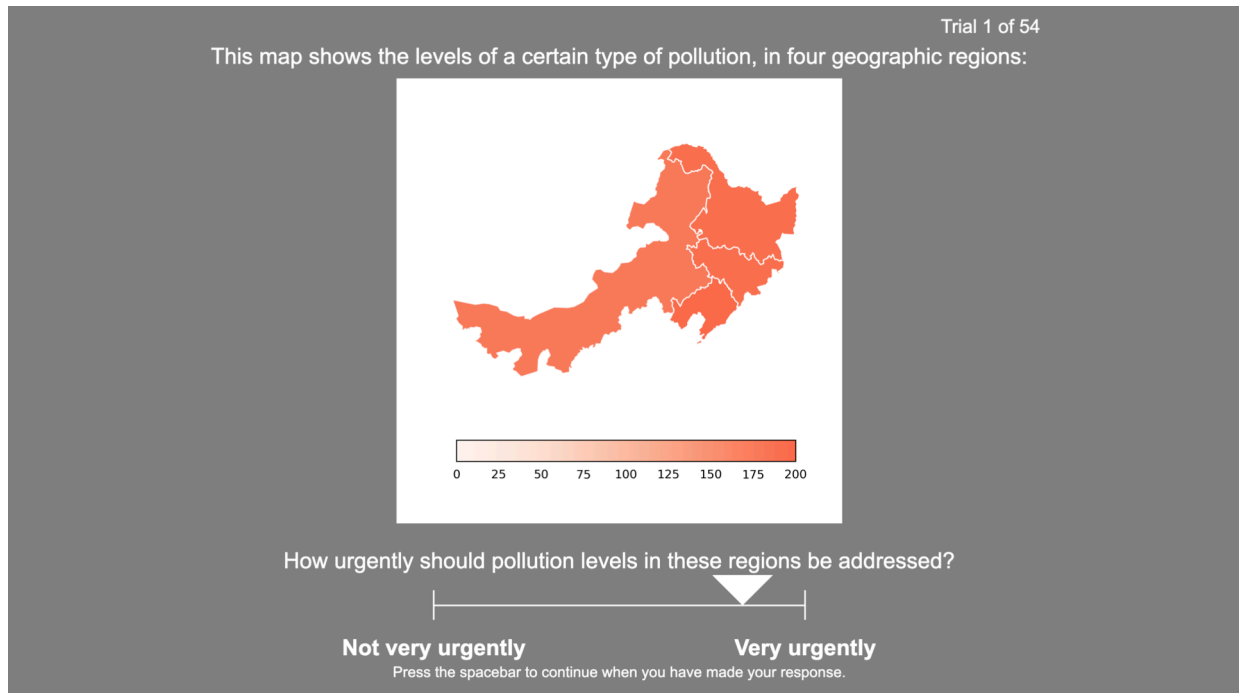 Trial 1 of 54
This map shows the levels of a certain type of pollution, in four geographic regions:
0 25 50 75 100 125 150 175 200
How urgently should pollution levels in these regions be addressed?
Not very urgently Very urgently
Press the spacebar to continue when you have made your response.